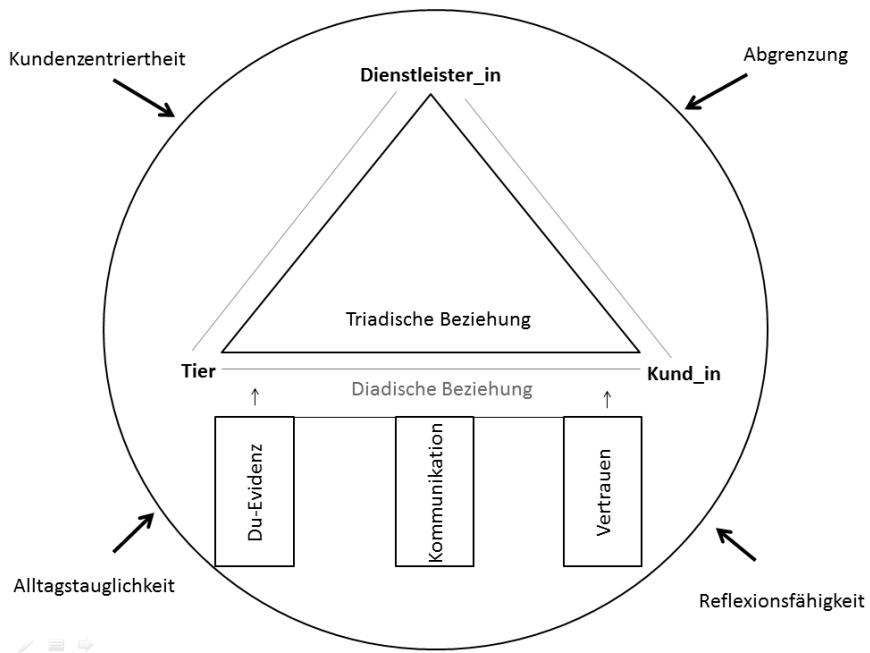 Kundenzentriertheit
Abgrenzung
Dienstleister_in
Triadische Beziehung
Tier
Kund_in
Diadische Beziehung
Du-Evidenz
Kommunikation
Vertrauen
Alltagstauglichkeit
Reflexionsfähigkeit